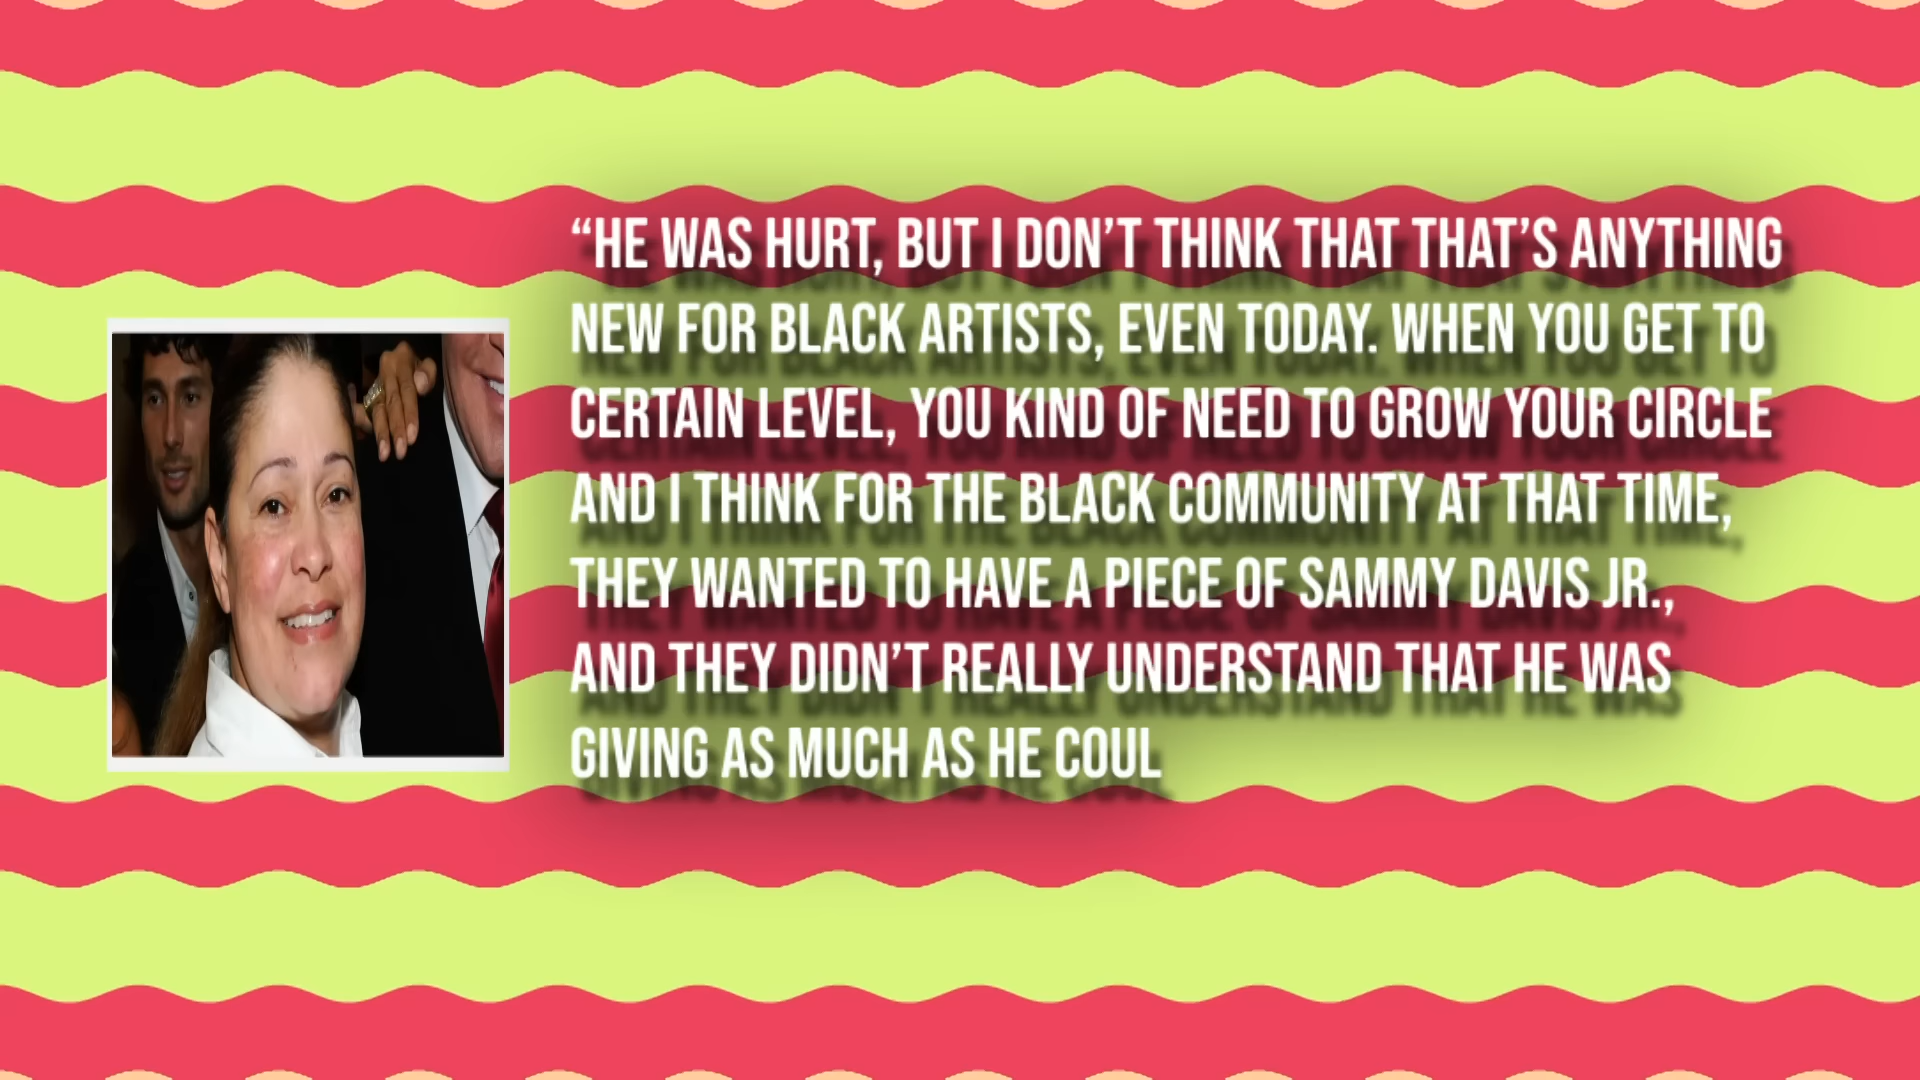 “HE WAS HURT, BUT I DON’T THINK THAT THAT’S ANYTHING
NEW FOR BLACK ARTISTS, EVEN TODAY. WHEN YOU GET TO
CERTAIN LEVEL, YOU KIND OF NEED TO GROW YOUR CIRCLE
AND I THINK FOR THE BLACK COMMUNITY AT THAT TIME,
THEY WANTED TO HAVE A PIECE OF SAMMY DAVIS JR.,
AND THEY DIDN’T REALLY UNDERSTAND THAT HE WAS
GIVING AS MUCH AS HE COUL